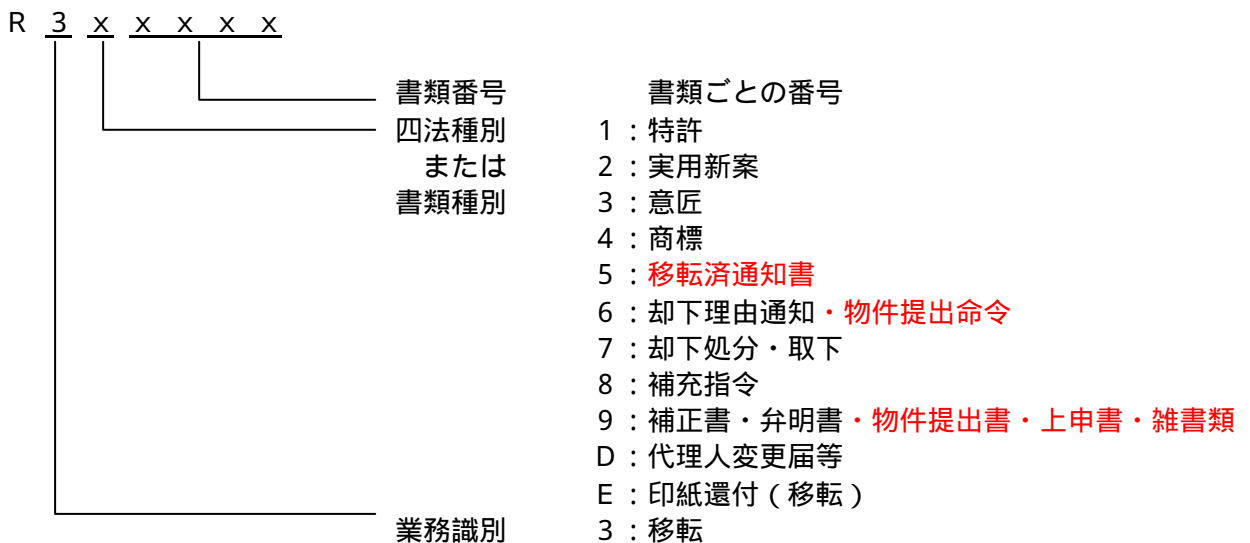 R 3 x x x x x
書類番号 書類ごとの番号
四法種別 1：特許
または 2：実用新案
書類種別 3：意匠
4：商標
5：移転済通知書
6：却下理由通知・物件提出命令
7：却下処分・取下
8：補充指令
9：補正書・弁明書・物件提出書・上申書・雑書類
D：代理人変更届等
E：印紙還付（移転）
業務識別 3：移転